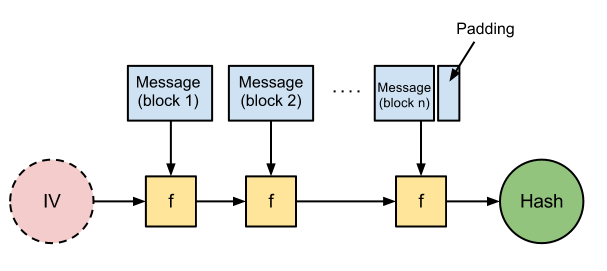 Padding
Message
(block 1)
Message
(block 2)
....
Message
(block n)
IV
f
f
f
Hash